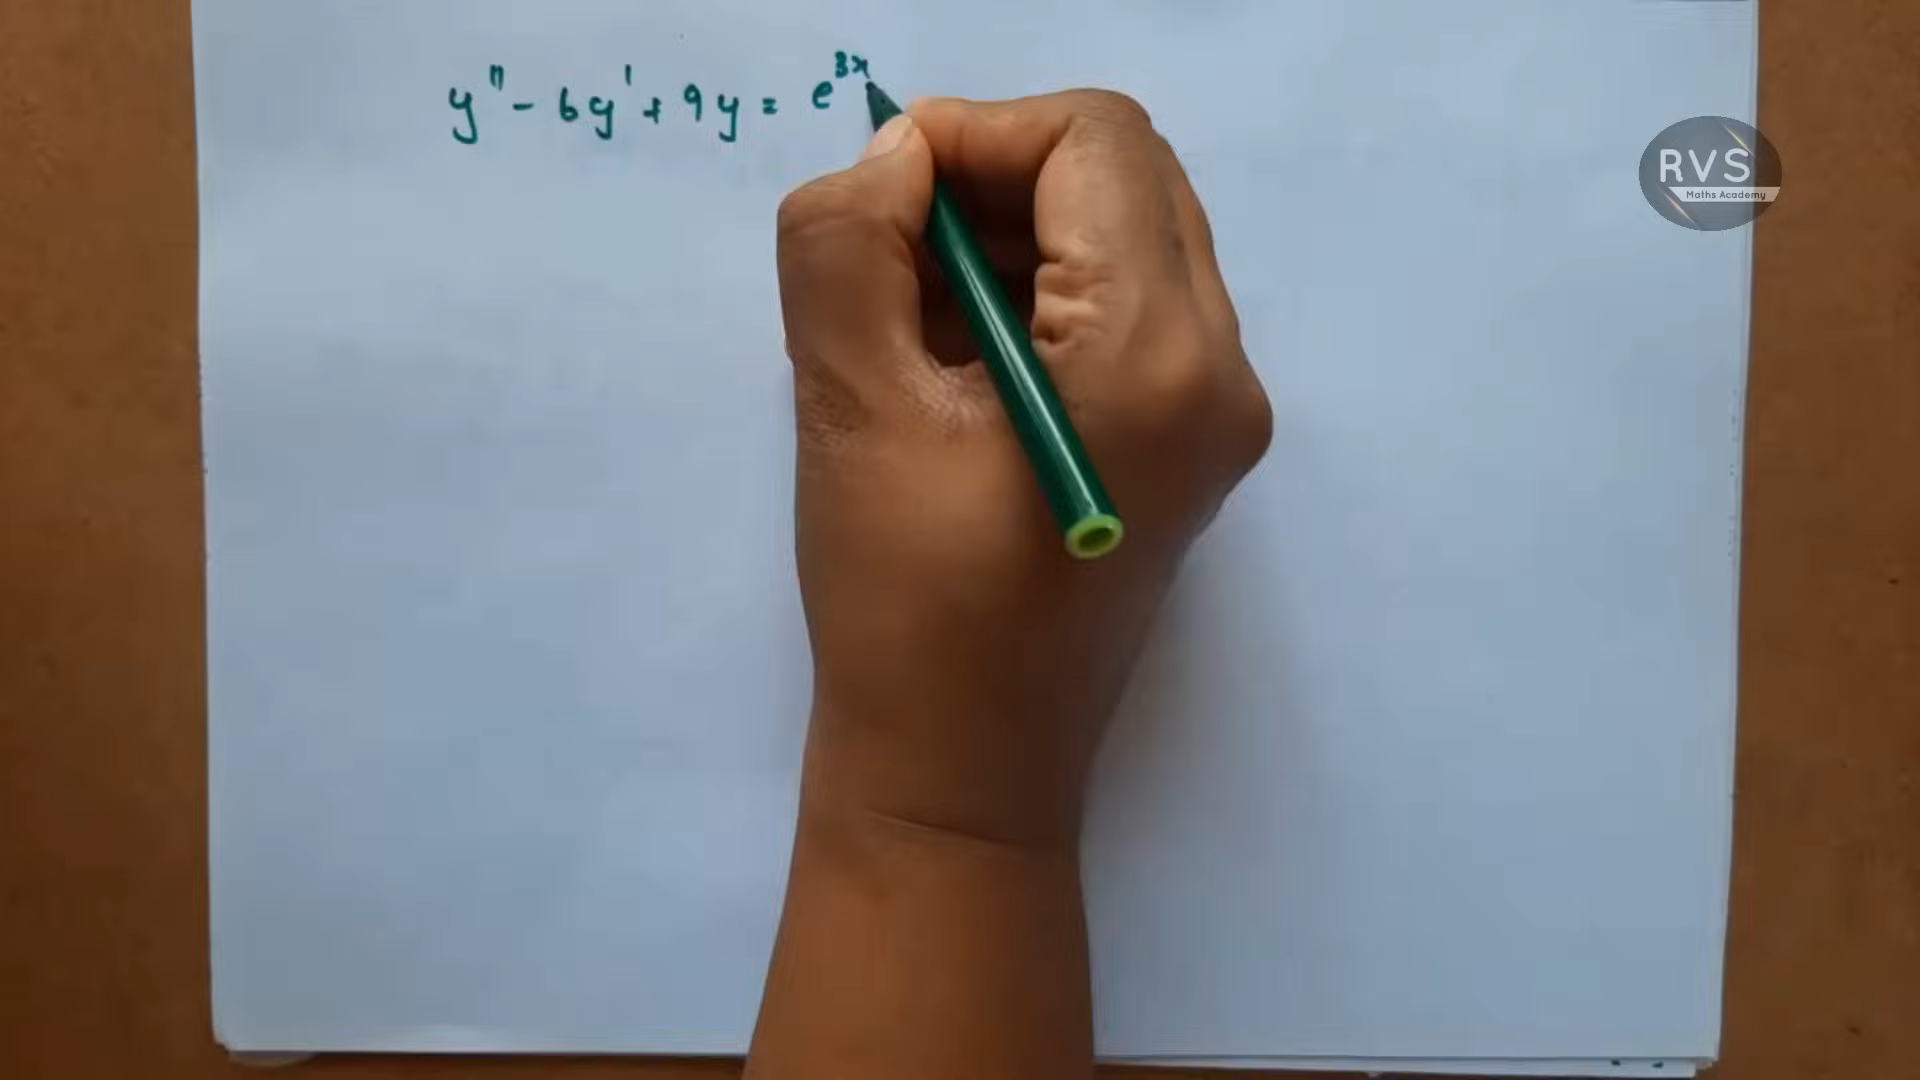 y'' - 6y' + 9y = e^3x
RVS
Maths Academy